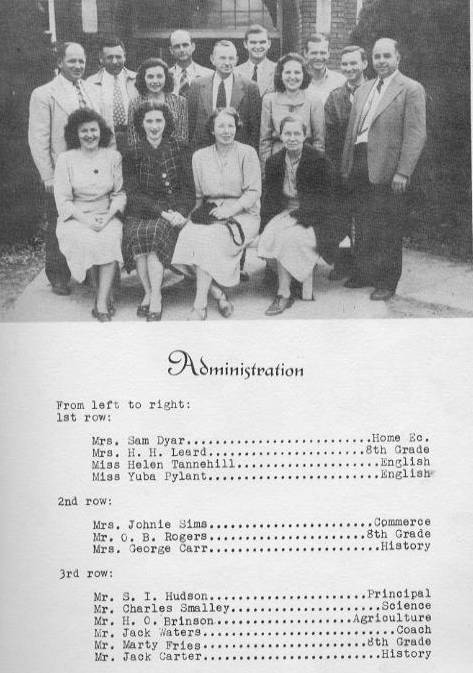 Administration
From left to right:
1st row:
Mrs. Sam Dyar..........................Home Ec.
Mrs. H. H. Leard......................8th Grade
Miss Helen Tannehill....................English
Miss Yuba Pylant........................English
2nd row:
Mrs. Johnie Sims.......................Commerce
Mr. O. B. Rogers......................8th Grade
Mrs. George Carr........................History
3rd row:
Mr. S. I. Hudson......................Principal
Mr. Charles Smalley.....................Science
Mr. H. O. Brinson...................Agriculture
Mr. Jack Waters...........................Coach
Mr. Marty Fries.......................8th Grade
Mr. Jack Carter.........................History